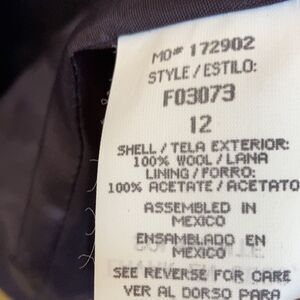 MO# 172902
STYLE/ESTILO:
F03073
12
SHELL/TELA EXTERIOR:
100% WOOL/LANA
LINING/FORRO:
100% ACETATE/ACETATO
ASSEMBLED IN
MEXICO
ENSAMBLADO EN
MEXICO
SEE REVERSE FOR CARE
VER AL DORSO PARA